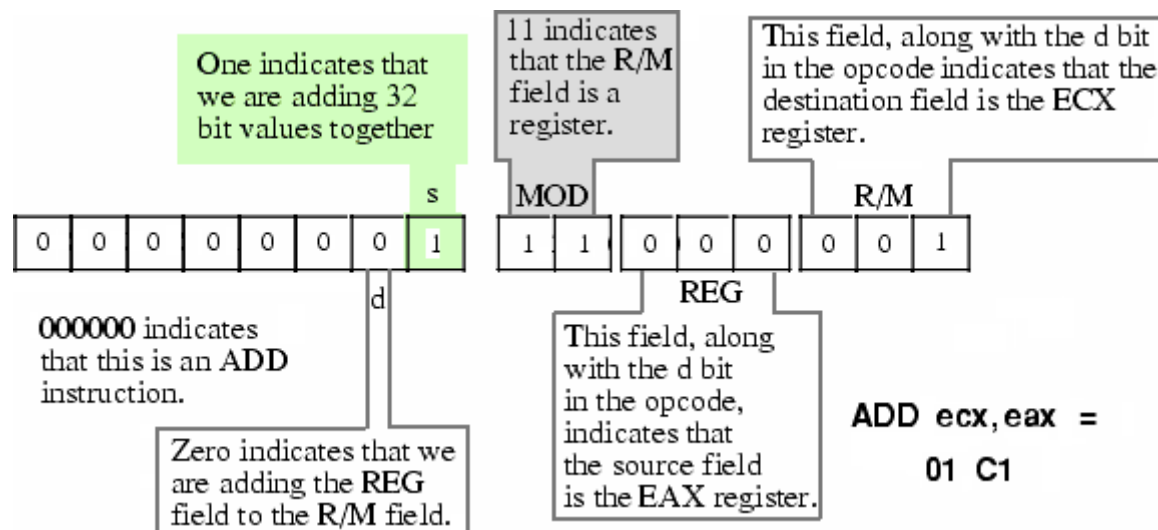 One indicates that
we are adding 32
bit values together
11 indicates
that the R/M
field is a
register.
This field, along with the d bit
in the opcode indicates that the
destination field is the ECX
register.
s
MOD
R/M
0 0 0 0 0 0 0 1 1 1 0 0 0 0 0 1
d
REG
000000 indicates
that this is an ADD
instruction.
Zero indicates that we
are adding the REG
field to the R/M field.
This field, along
with the d bit
in the opcode,
indicates that
the source field
is the EAX register.
ADD ecx,eax =
01 C1